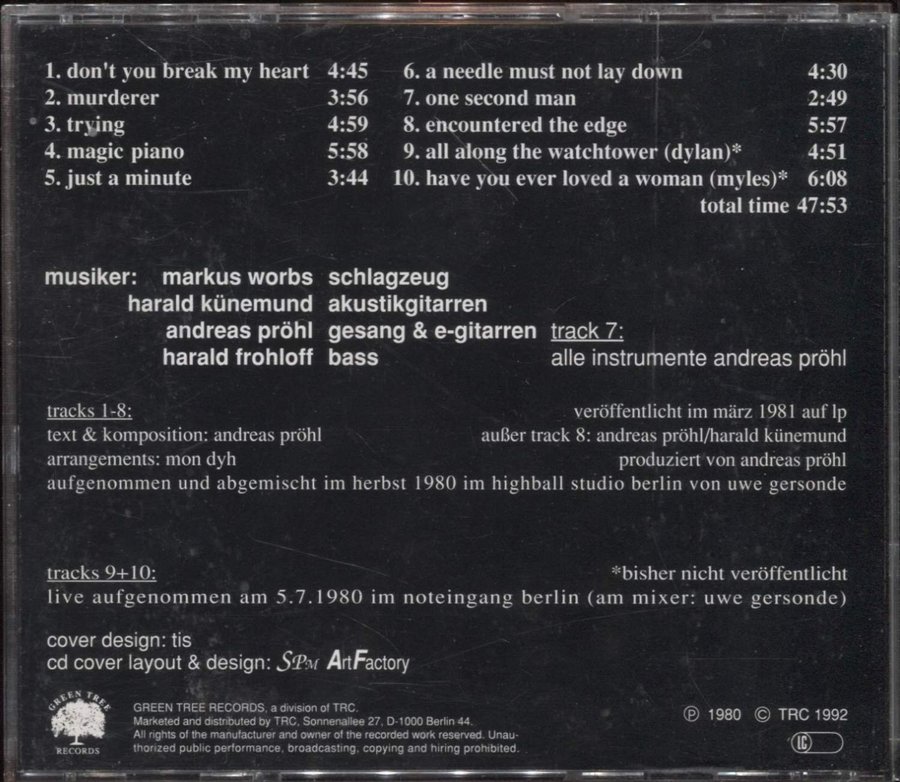 1. don't you break my heart 4:45
2. murderer 3:56
3. trying 4:59
4. magic piano 5:58
5. just a minute 3:44
6. a needle must not lay down 4:30
7. one second man 2:49
8. encountered the edge 5:57
9. all along the watchtower (dylan)* 4:51
10. have you ever loved a woman (myles)* 6:08
total time 47:53
musiker: markus worbs schlagzeug
harald künemund akustikgitarren
andreas pröhl gesang & e-gitarren track 7:
harald frohloff bass alle instrumente andreas pröhl
tracks 1-8: veröffentlicht im märz 1981 auf lp
text & komposition: andreas pröhl außer track 8: andreas pröhl/harald künemund
arrangements: mon dyh produziert von andreas pröhl
aufgenommen und abgemischt im herbst 1980 im highball studio berlin von uwe gersonde
tracks 9+10: *bisher nicht veröffentlicht
live aufgenommen am 5.7.1980 im noteingang berlin (am mixer: uwe gersonde)
cover design: tis
cd cover layout & design: SPM ArtFactory
GREEN TREE
RECORDS
GREEN TREE RECORDS, a division of TRC.
Marketed and distributed by TRC, Sonnenallee 27, D-1000 Berlin 44.
All rights of the manufacturer and owner of the recorded work reserved. Unau-
thorized public performance, broadcasting, copying and hiring prohibited.
℗ 1980 © TRC 1992
LC